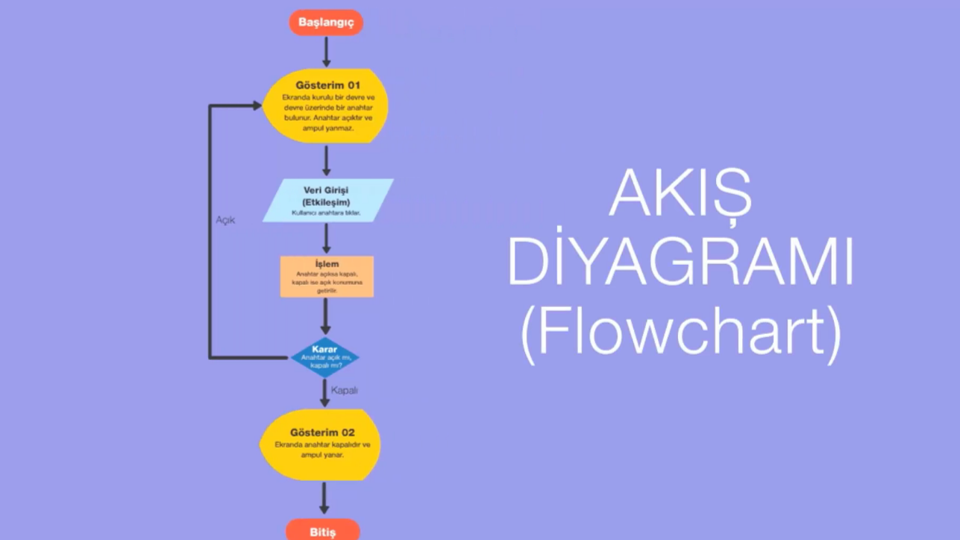 Başlangıç
Gösterim 01
Ekranda kurulu bir devre ve
devre üzerinde bir anahtar
bulunur. Anahtar açıktır ve
ampul yanmaz.
Veri Girişi
(Etkileşim)
Kullanıcı anahtara tıklar.
Açık
İşlem
Anahtar açıksa kapalı,
kapalı ise açık konumuna
getirilir.
Karar
Anahtar açık mı,
kapalı mı?
Kapalı
Gösterim 02
Ekranda anahtar kapalıdır ve
ampul yanar.
Bitiş
AKIŞ
DİYAGRAMI
(Flowchart)